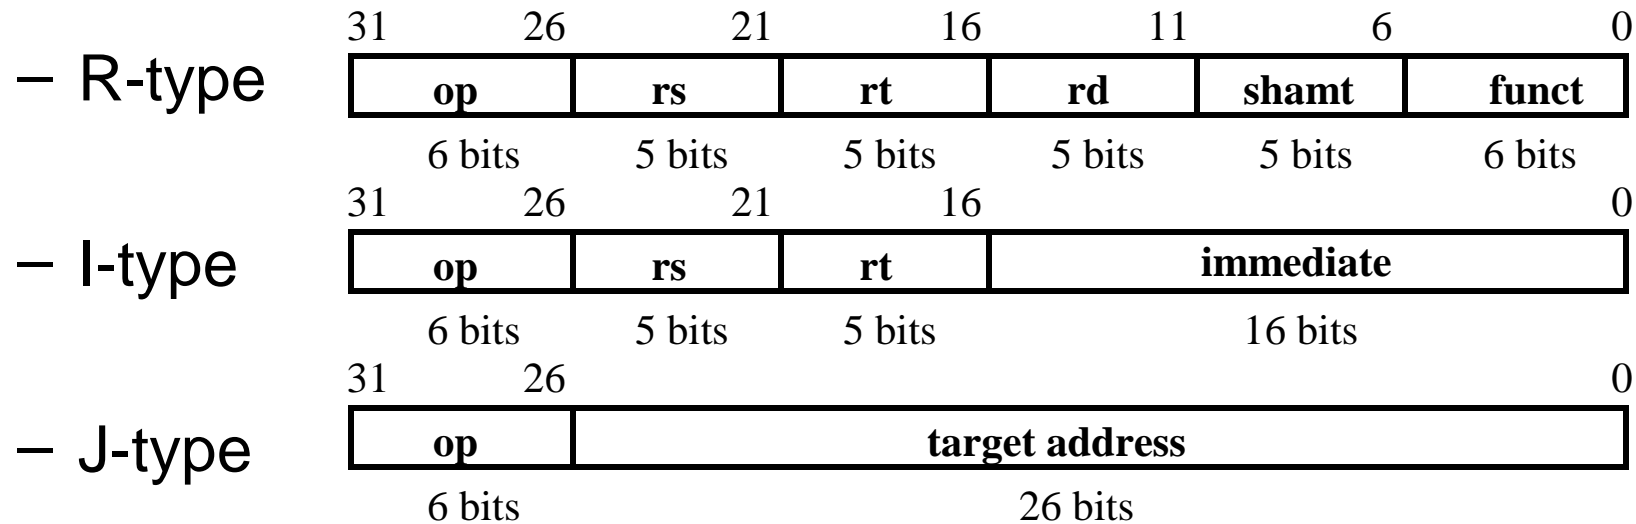 31 26 21 16 11 6 0
– R-type op rs rt rd shamt funct
6 bits 5 bits 5 bits 5 bits 5 bits 6 bits
31 26 21 16 0
– I-type op rs rt immediate
6 bits 5 bits 5 bits 16 bits
31 26 0
– J-type op target address
6 bits 26 bits